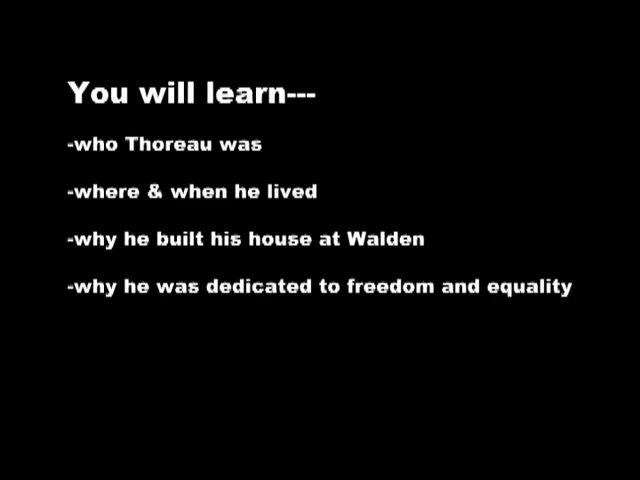 You will learn---
-who Thoreau was
-where & when he lived
-why he built his house at Walden
-why he was dedicated to freedom and equality